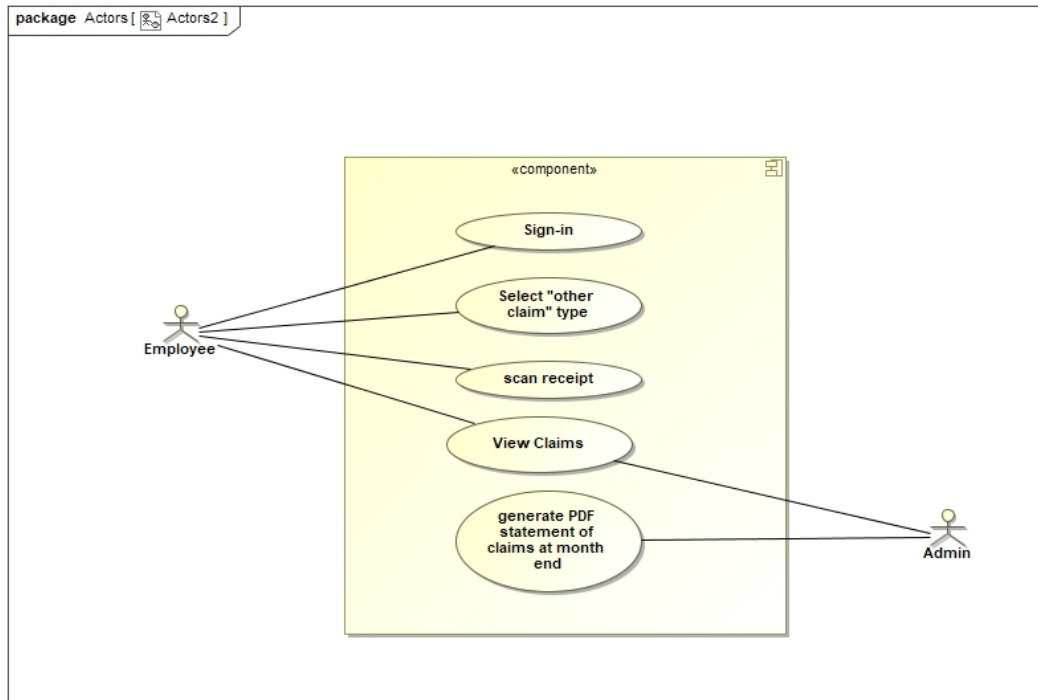 package Actors [ Actors2 ]
«component»
Sign-in
Select "other
claim" type
Employee
scan receipt
View Claims
generate PDF
statement of
claims at month
end
Admin